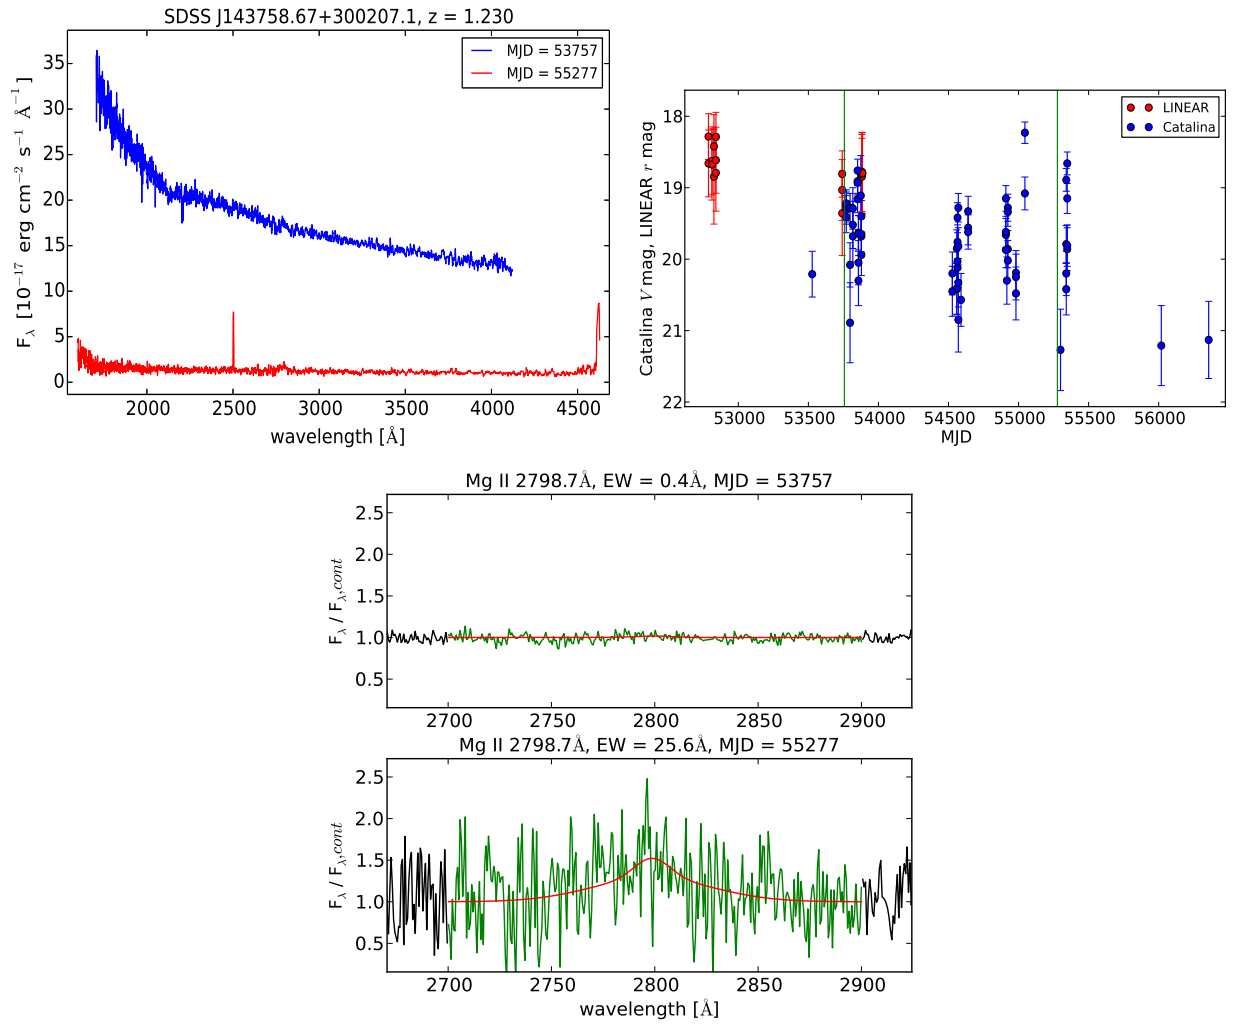 SDSS J143758.67+300207.1, z = 1.230
MJD = 53757
MJD = 55277
35
30
25
20
15
10
5
0
F_λ [10^−17 erg cm^−2 s^−1 Å^−1]
2000 2500 3000 3500 4000 4500
wavelength [Å]
LINEAR
Catalina
18
19
20
21
22
Catalina V mag, LINEAR r mag
53000 53500 54000 54500 55000 55500 56000
MJD
Mg II 2798.7Å, EW = 0.4Å, MJD = 53757
2.5
2.0
1.5
1.0
0.5
F_λ / F_λ,cont
2700 2750 2800 2850 2900
Mg II 2798.7Å, EW = 25.6Å, MJD = 55277
2.5
2.0
1.5
1.0
0.5
F_λ / F_λ,cont
2700 2750 2800 2850 2900
wavelength [Å]